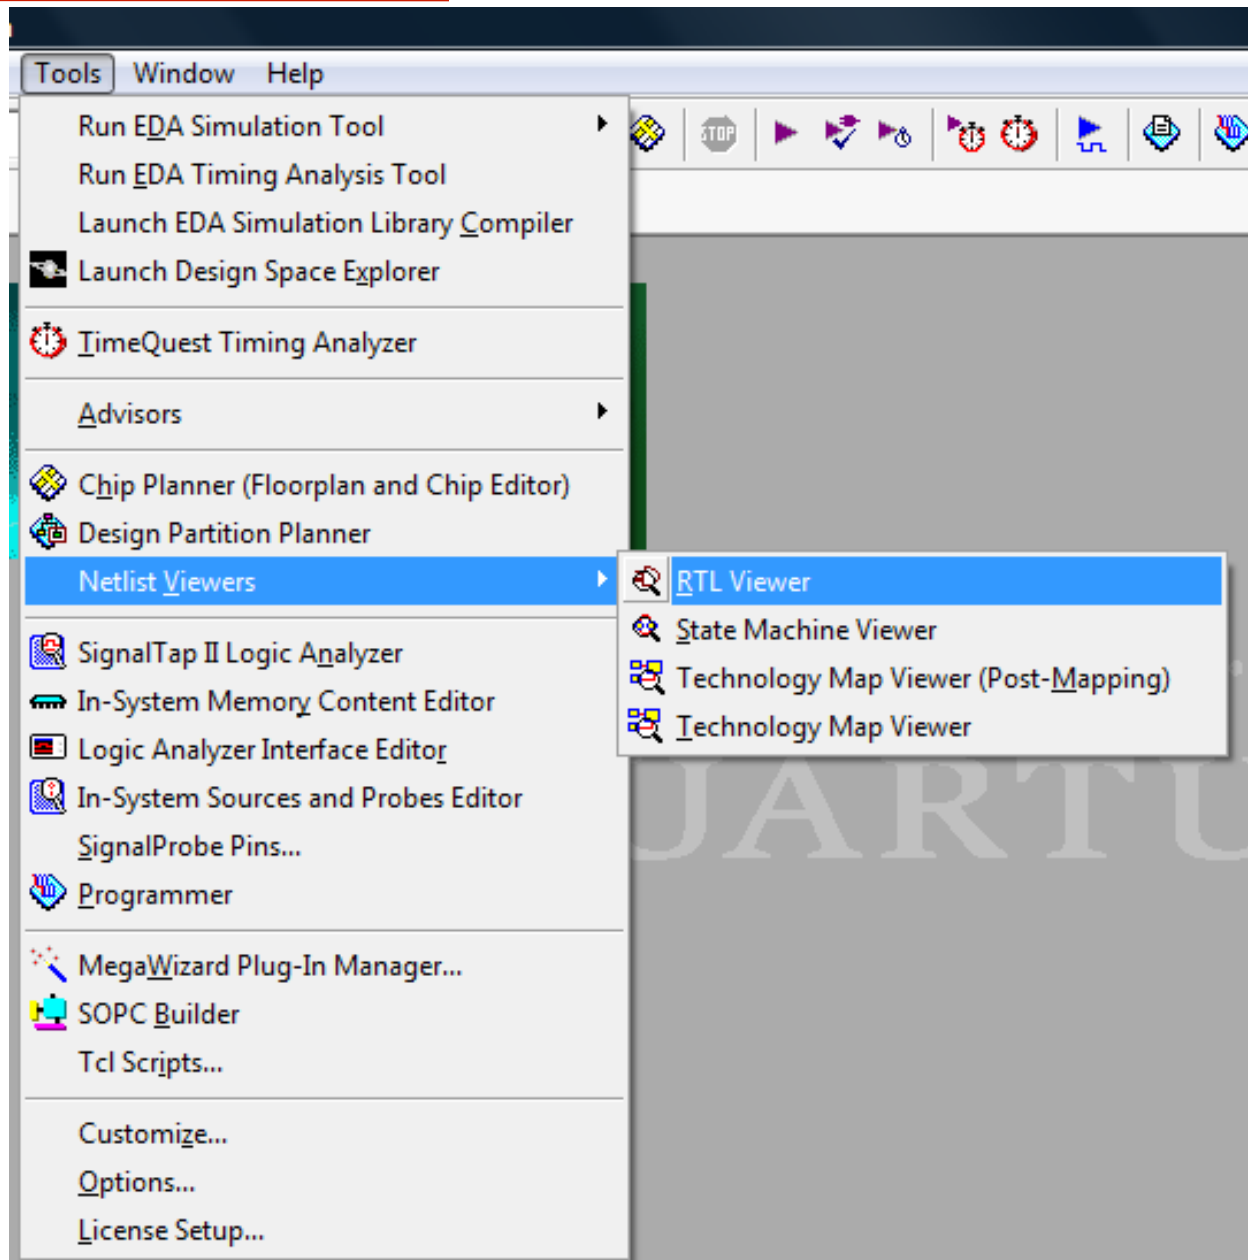 Tools Window Help
Run EDA Simulation Tool
STOP
Run EDA Timing Analysis Tool
Launch EDA Simulation Library Compiler
Launch Design Space Explorer
TimeQuest Timing Analyzer
Advisors
Chip Planner (Floorplan and Chip Editor)
Design Partition Planner
Netlist Viewers
RTL Viewer
State Machine Viewer
Technology Map Viewer (Post-Mapping)
Technology Map Viewer
SignalTap II Logic Analyzer
In-System Memory Content Editor
Logic Analyzer Interface Editor
In-System Sources and Probes Editor
SignalProbe Pins...
Programmer
MegaWizard Plug-In Manager...
SOPC Builder
Tcl Scripts...
Customize...
Options...
License Setup...
UARTU